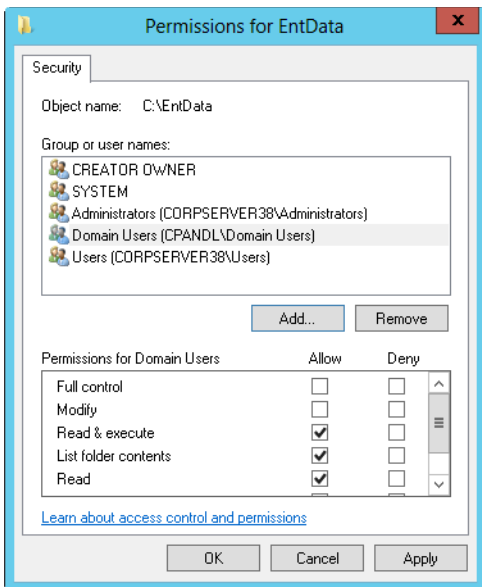 Permissions for EntData
x
Security
Object name: C:\EntData
Group or user names:
CREATOR OWNER
SYSTEM
Administrators (CORPSERVER38\Administrators)
Domain Users (CPANDL\Domain Users)
Users (CORPSERVER38\Users)
Add... Remove
Permissions for Domain Users Allow Deny
Full control
Modify
Read & execute
List folder contents
Read
Learn about access control and permissions
OK Cancel Apply